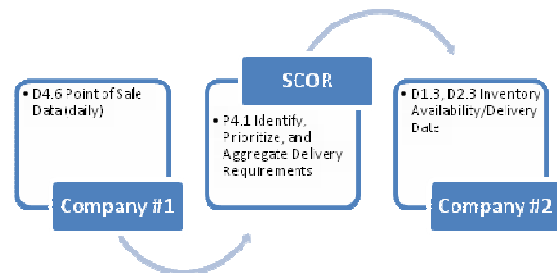 • D4.6 Point of Sale
Data (daily)
Company #1
SCOR
• P4.1 Identify,
Prioritize, and
Aggregate Delivery
Requirements
• D1.3, D2.3 Inventory
Availability/Delivery
Date
Company #2